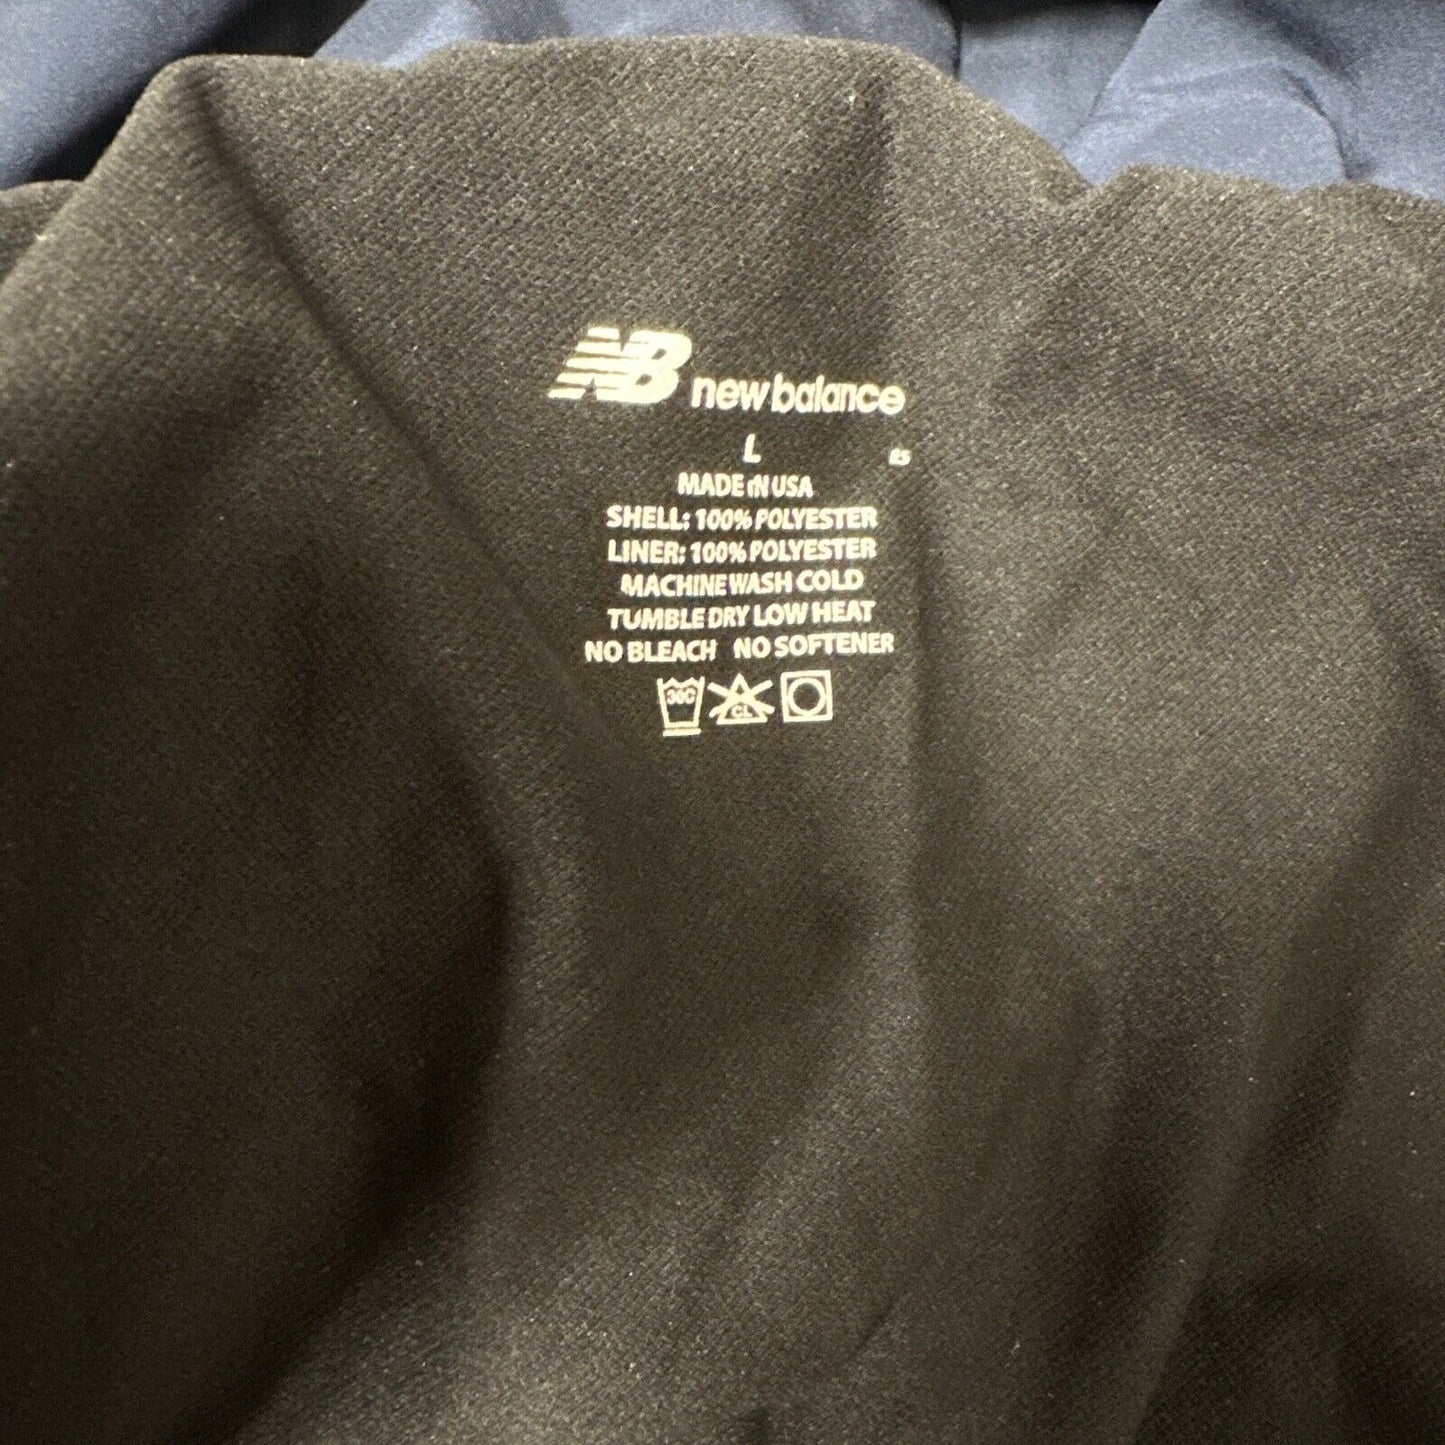 NB new balance
L
MADE IN USA
SHELL: 100% POLYESTER
LINER: 100% POLYESTER
MACHINE WASH COLD
TUMBLE DRY LOW HEAT
NO BLEACH NO SOFTENER
30C CL